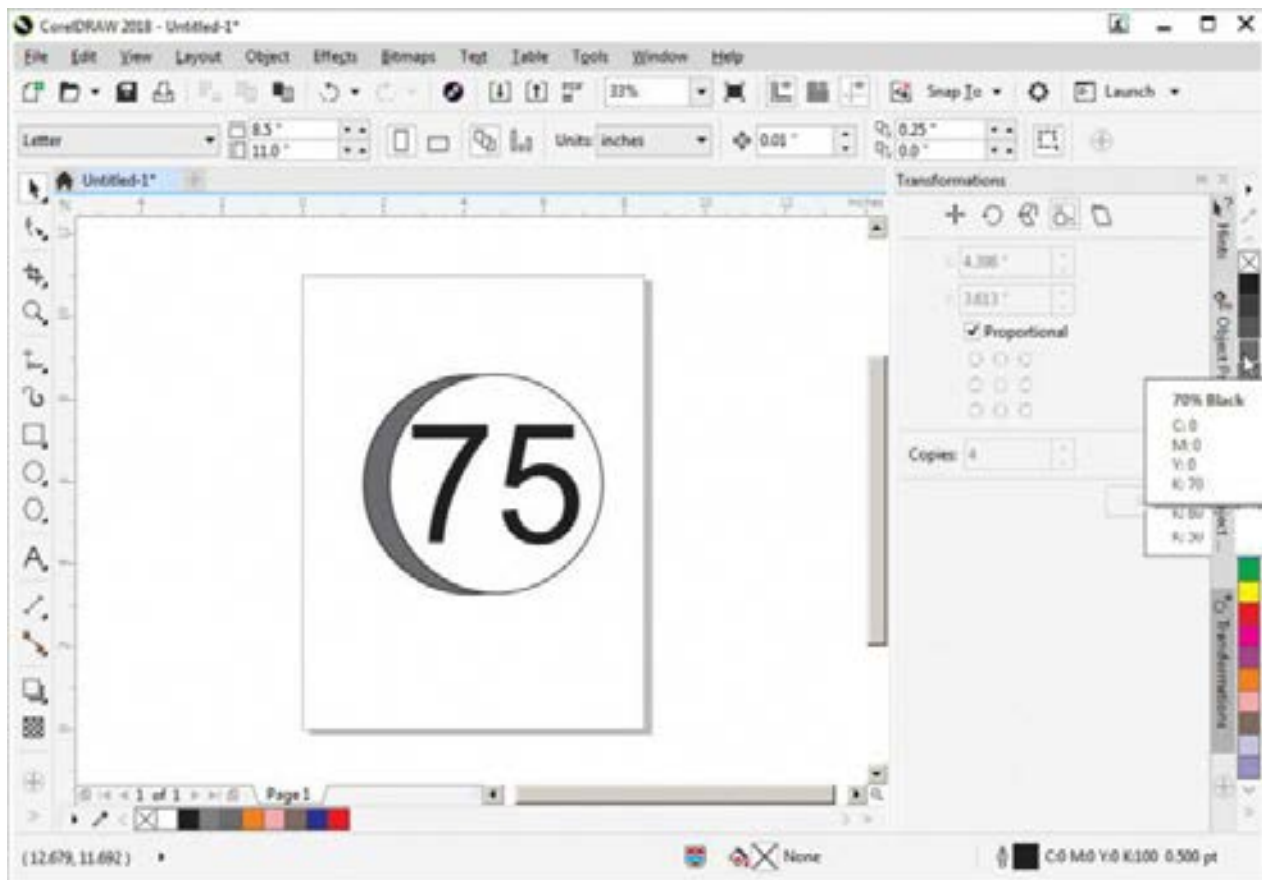 CorelDRAW 2018 - Untitled-1*
File Edit View Layout Object Effects Bitmaps Text Table Tools Window Help
33% Snap To Launch
Letter 8.5 " 11.0 " Units: inches 0.01 " 0.25 " 0.0 "
Untitled-1*
Transformations
inches
Hints
4.398 "
3.613 "
Proportional
70% Black
C: 0
M: 0
Y: 0
K: 70
Copies: 4
75
Transformations
1 of 1 Page 1
(12.679, 11.692) None C:0 M:0 Y:0 K:100 0.500 pt